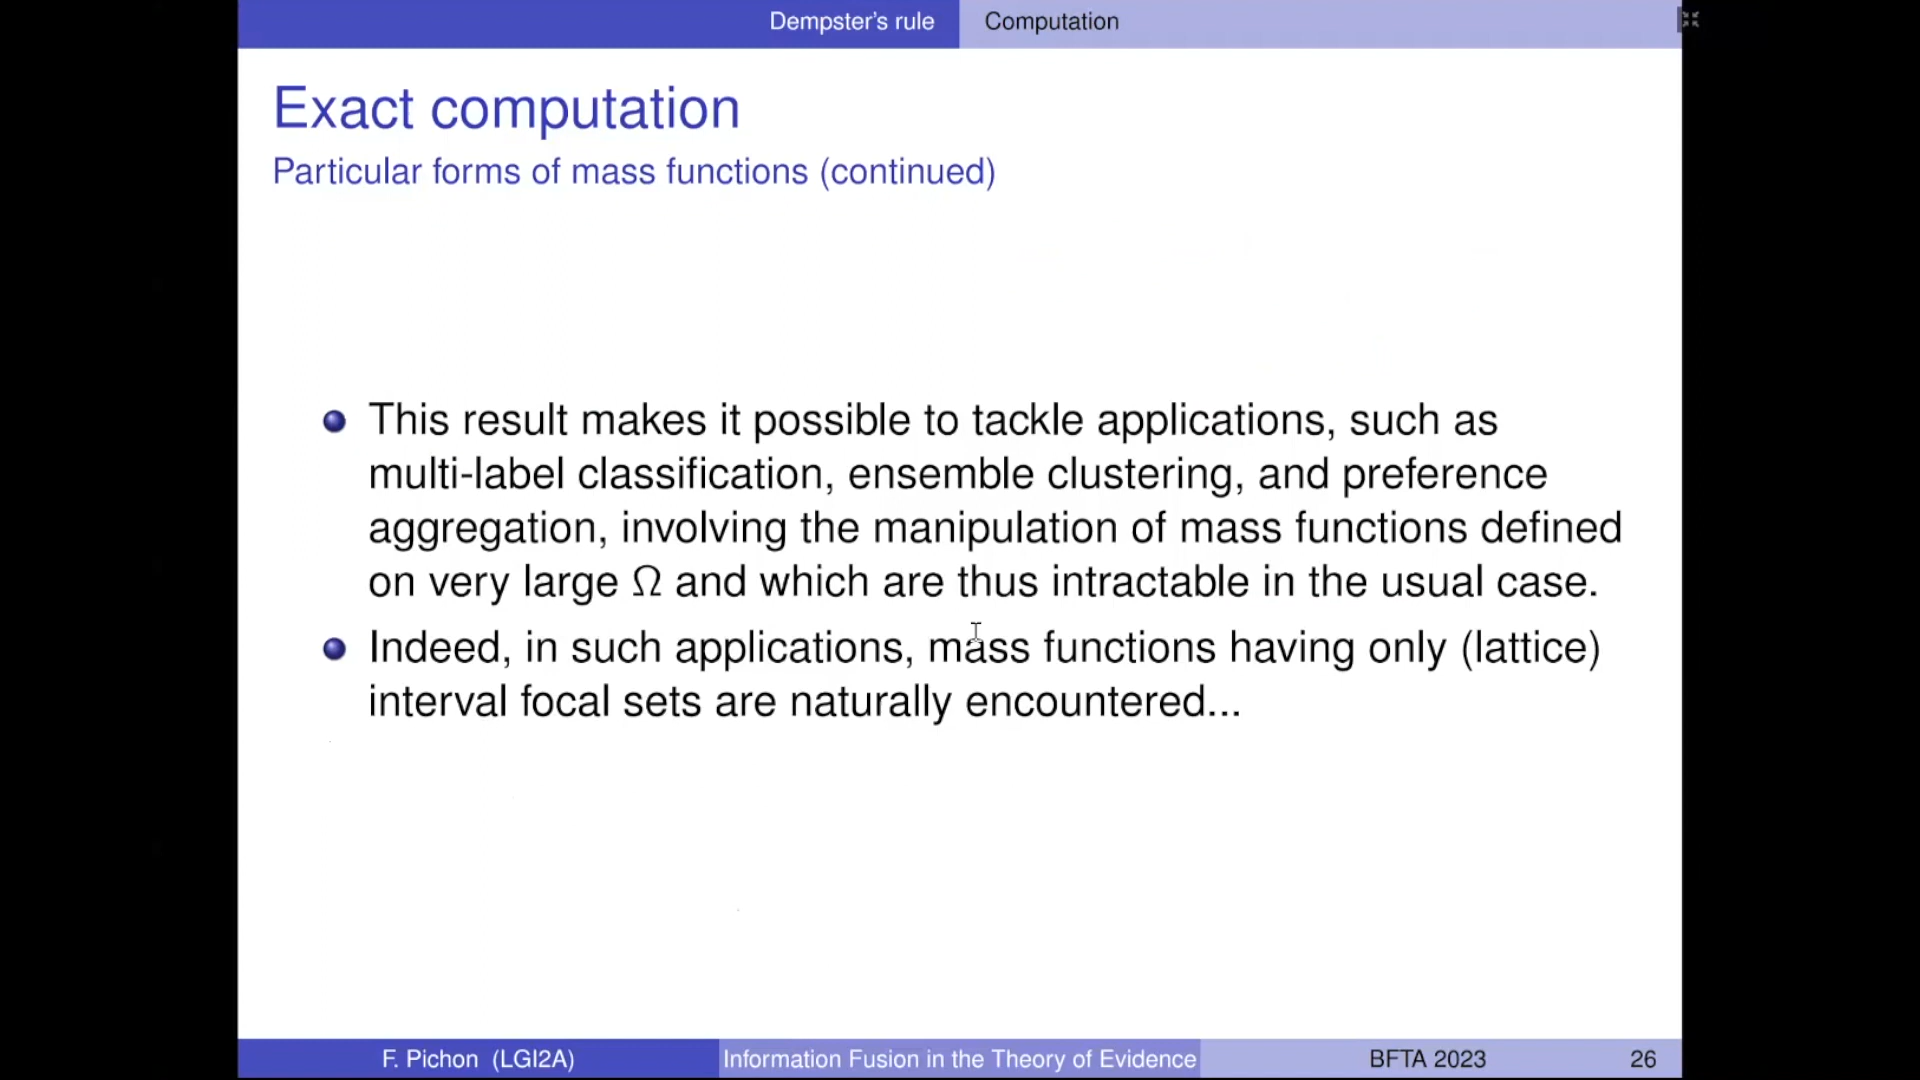 Dempster's rule Computation
Exact computation
Particular forms of mass functions (continued)
This result makes it possible to tackle applications, such as
multi-label classification, ensemble clustering, and preference
aggregation, involving the manipulation of mass functions defined
on very large Ω and which are thus intractable in the usual case.
Indeed, in such applications, mass functions having only (lattice)
interval focal sets are naturally encountered...
F. Pichon (LGI2A) Information Fusion in the Theory of Evidence BFTA 2023 26